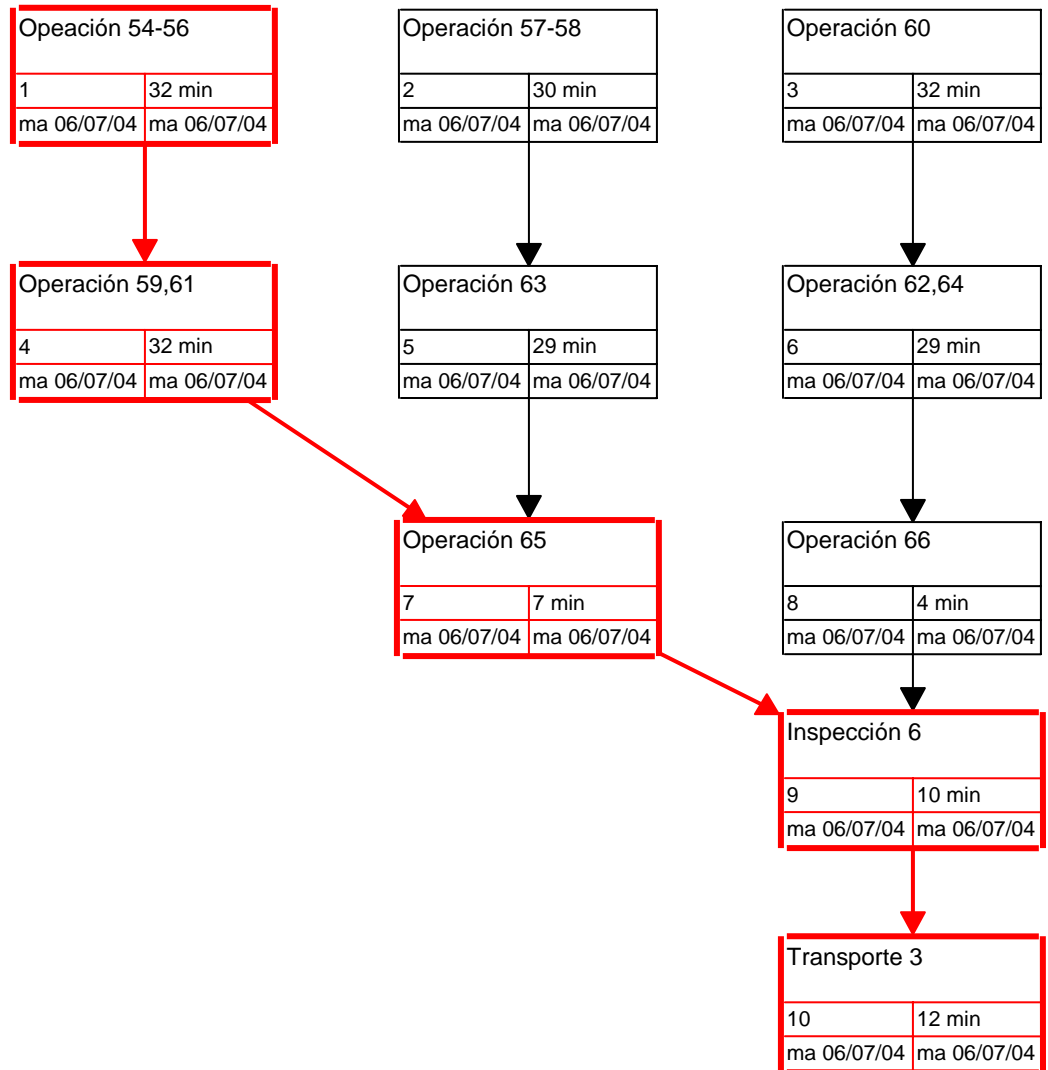 Opeación 54-56
1 32 min
ma 06/07/04 ma 06/07/04
Operación 57-58
2 30 min
ma 06/07/04 ma 06/07/04
Operación 60
3 32 min
ma 06/07/04 ma 06/07/04
Operación 59,61
4 32 min
ma 06/07/04 ma 06/07/04
Operación 63
5 29 min
ma 06/07/04 ma 06/07/04
Operación 62,64
6 29 min
ma 06/07/04 ma 06/07/04
Operación 65
7 7 min
ma 06/07/04 ma 06/07/04
Operación 66
8 4 min
ma 06/07/04 ma 06/07/04
Inspección 6
9 10 min
ma 06/07/04 ma 06/07/04
Transporte 3
10 12 min
ma 06/07/04 ma 06/07/04